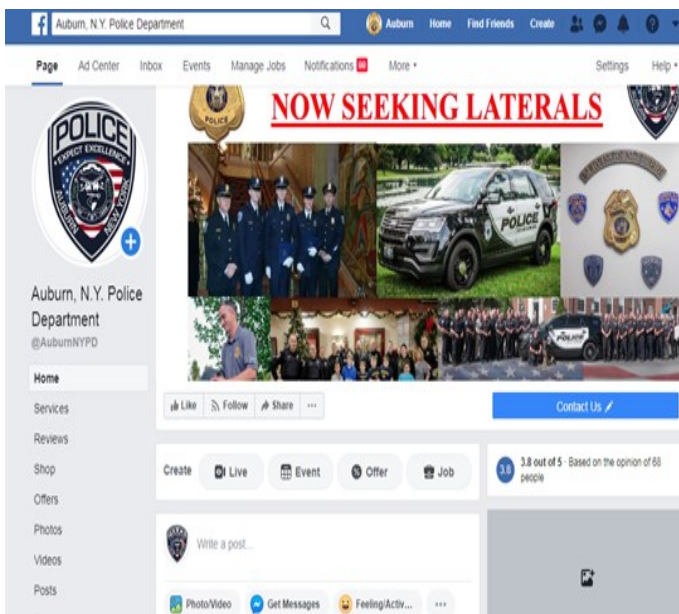 Auburn, N.Y. Police Department
Auburn Home Find Friends Create
Page Ad Center Inbox Events Manage Jobs Notifications More Settings Help
POLICE
NOW SEEKING LATERALS
POLICE
EXPECT EXCELLENCE
AUBURN NEW YORK
POLICE
Auburn, N.Y. Police
Department
@AuburnNYPD
POLICE
Home
Services
Reviews
Shop
Offers
Photos
Videos
Posts
Like Follow Share ...
Contact Us
Create Live Event Offer Job
3.8 3.8 out of 5 · Based on the opinion of 68
people
Write a post...
Photo/Video Get Messages Feeling/Activ... ...